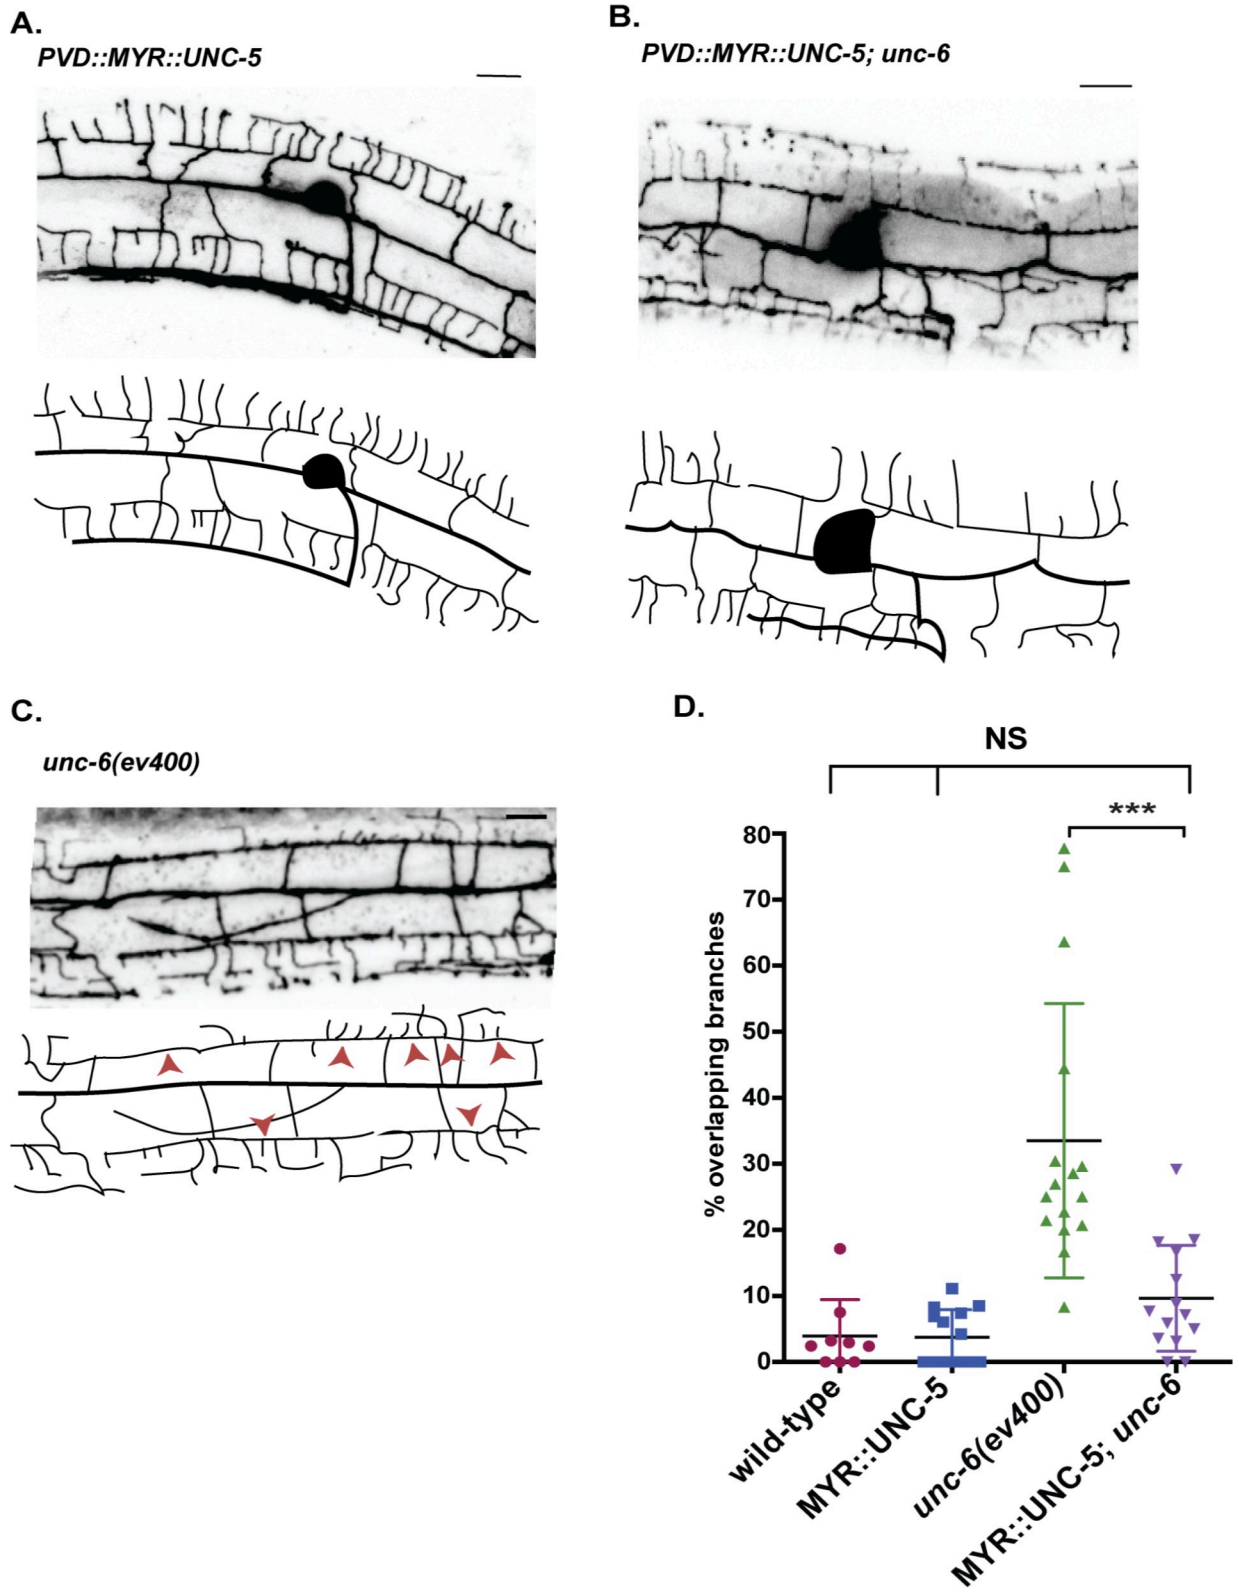 A.
PVD::MYR::UNC-5
B.
PVD::MYR::UNC-5; unc-6
C.
unc-6(ev400)
D.
NS
***
80
70
60
50
40
30
20
10
0
% overlapping branches
wild-type
MYR::UNC-5
unc-6(ev400)
MYR::UNC-5; unc-6